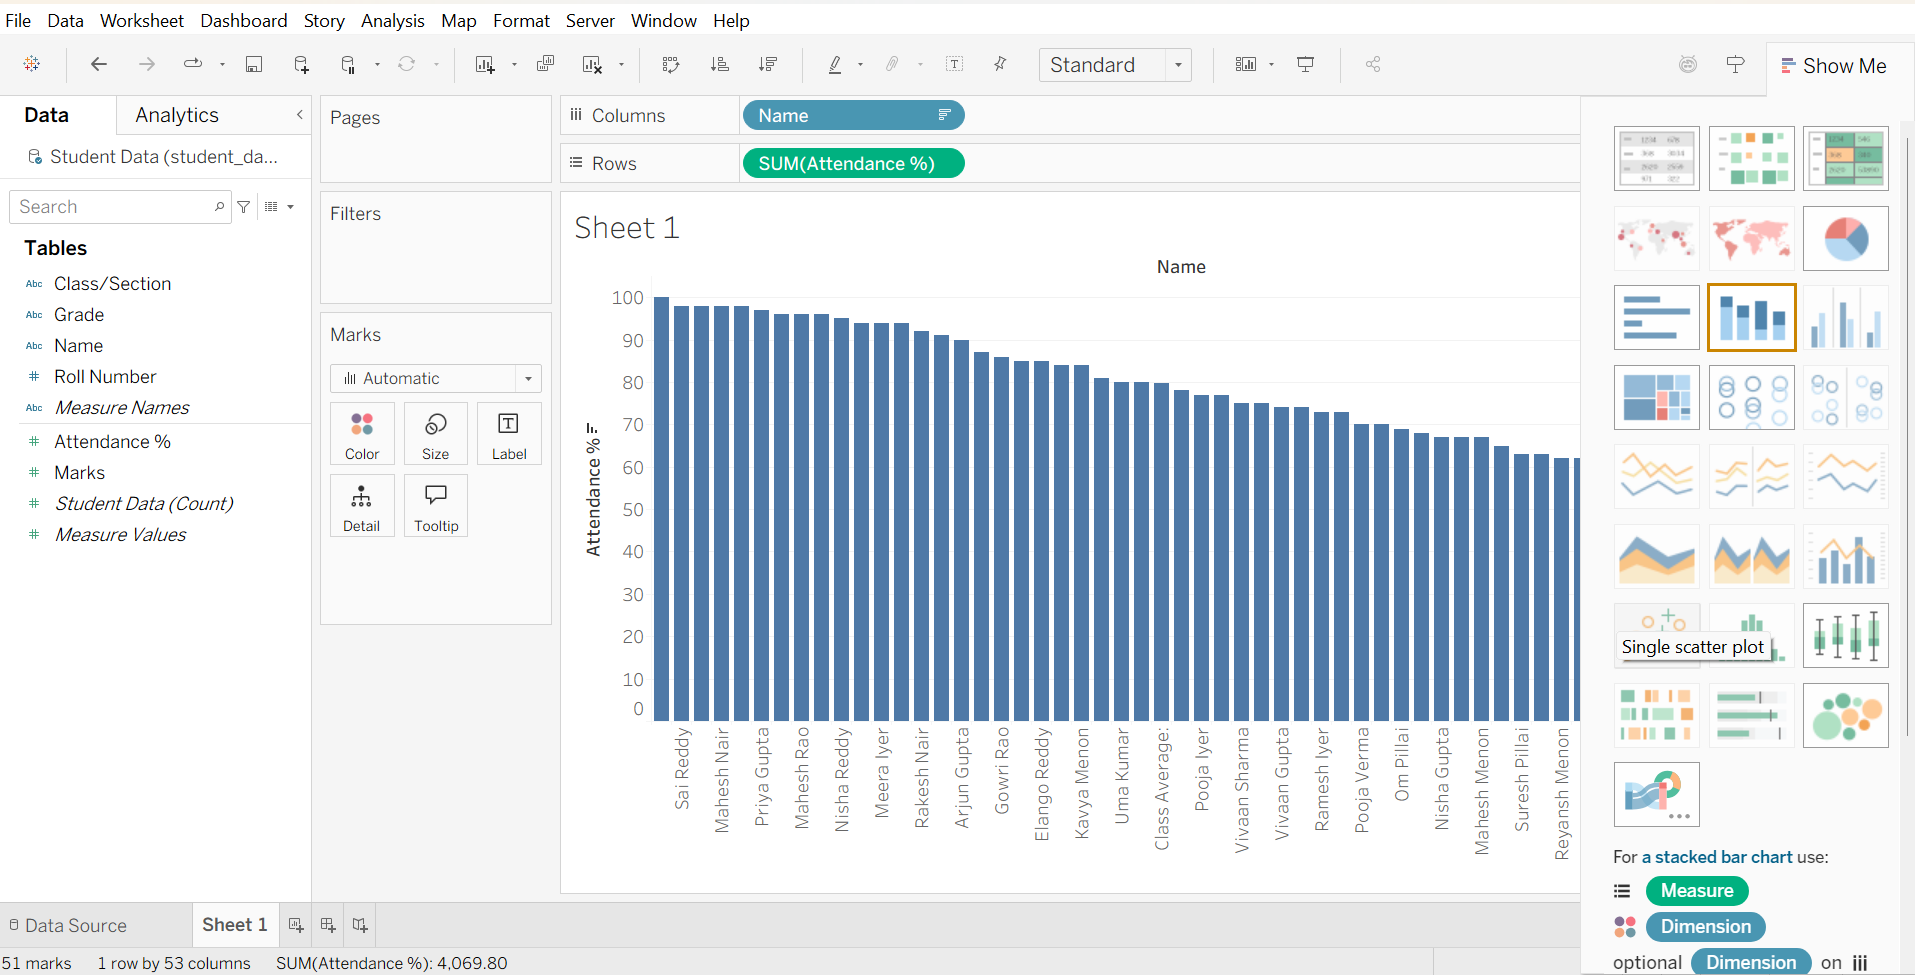 File Data Worksheet Dashboard Story Analysis Map Format Server Window Help
Standard
Show Me
Data Analytics
Student Data (student_da...
Search
Tables
Abc Class/Section
Abc Grade
Abc Name
# Roll Number
Abc Measure Names
# Attendance %
# Marks
# Student Data (Count)
# Measure Values
Pages
Filters
Marks
Automatic
Color Size Label
Detail Tooltip
Columns Name
Rows SUM(Attendance %)
Sheet 1
Name
Attendance %
100
90
80
70
60
50
40
30
20
10
0
Sai Reddy
Mahesh Nair
Priya Gupta
Mahesh Rao
Nisha Reddy
Meera Iyer
Rakesh Nair
Arjun Gupta
Gowri Rao
Elango Reddy
Kavya Menon
Uma Kumar
Class Average:
Pooja Iyer
Vivaan Sharma
Vivaan Gupta
Ramesh Iyer
Pooja Verma
Om Pillai
Nisha Gupta
Mahesh Menon
Suresh Pillai
Reyansh Menon
Single scatter plot
For a stacked bar chart use:
Measure
Dimension
optional Dimension on
Data Source Sheet 1
51 marks 1 row by 53 columns SUM(Attendance %): 4,069.80